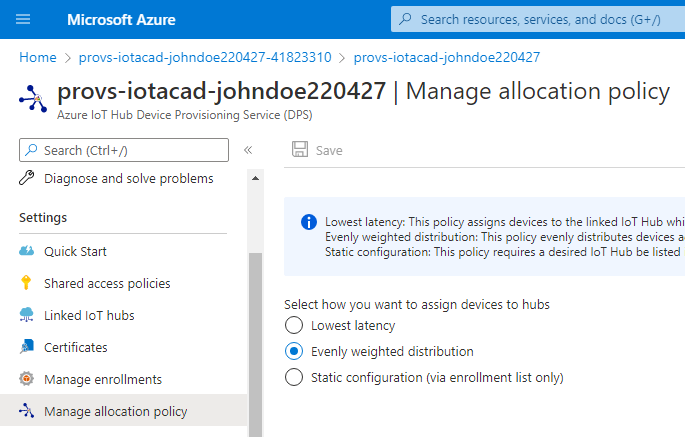 Microsoft Azure
Search resources, services, and docs (G+/)
Home > provs-iotacad-johndoe220427-41823310 > provs-iotacad-johndoe220427
provs-iotacad-johndoe220427 | Manage allocation policy
Azure IoT Hub Device Provisioning Service (DPS)
Search (Ctrl+/)
«
Save
Diagnose and solve problems
Settings
Quick Start
Shared access policies
Linked IoT hubs
Certificates
Manage enrollments
Manage allocation policy
Lowest latency: This policy assigns devices to the linked IoT Hub whi
Evenly weighted distribution: This policy evenly distributes devices a
Static configuration: This policy requires a desired IoT Hub be listed
Select how you want to assign devices to hubs
Lowest latency
Evenly weighted distribution
Static configuration (via enrollment list only)